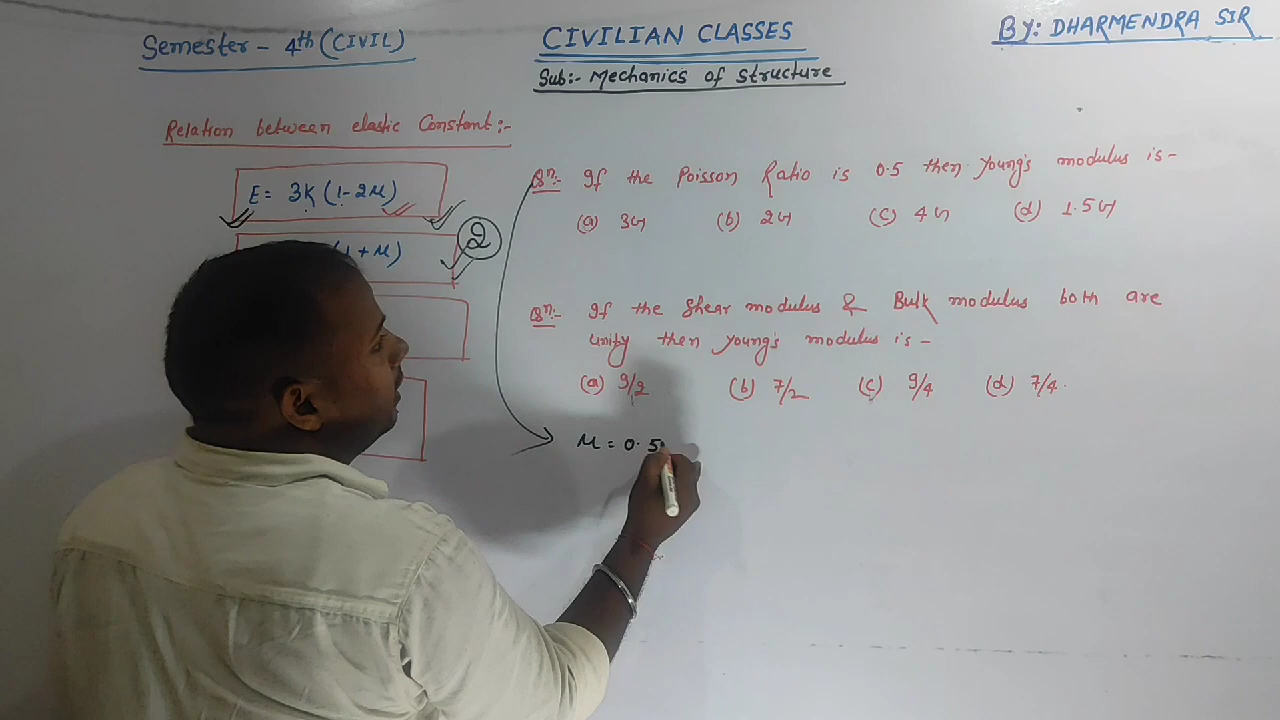 Semester - 4th (CIVIL)
CIVILIAN CLASSES
BY: DHARMENDRA SIR
Sub:- Mechanics of structure
Relation between elastic Constant:-
E = 3K (1-2μ)
+ μ)
2
Qn:- If the Poisson Ratio is 0.5 then Young's modulus is-
(a) 3G (b) 2G (c) 4G (d) 1.5G
Qn:- If the Shear modulus & Bulk modulus both are
unity then young's modulus is -
(a) 9/2 (b) 7/2 (c) 9/4 (d) 7/4.
μ = 0.5